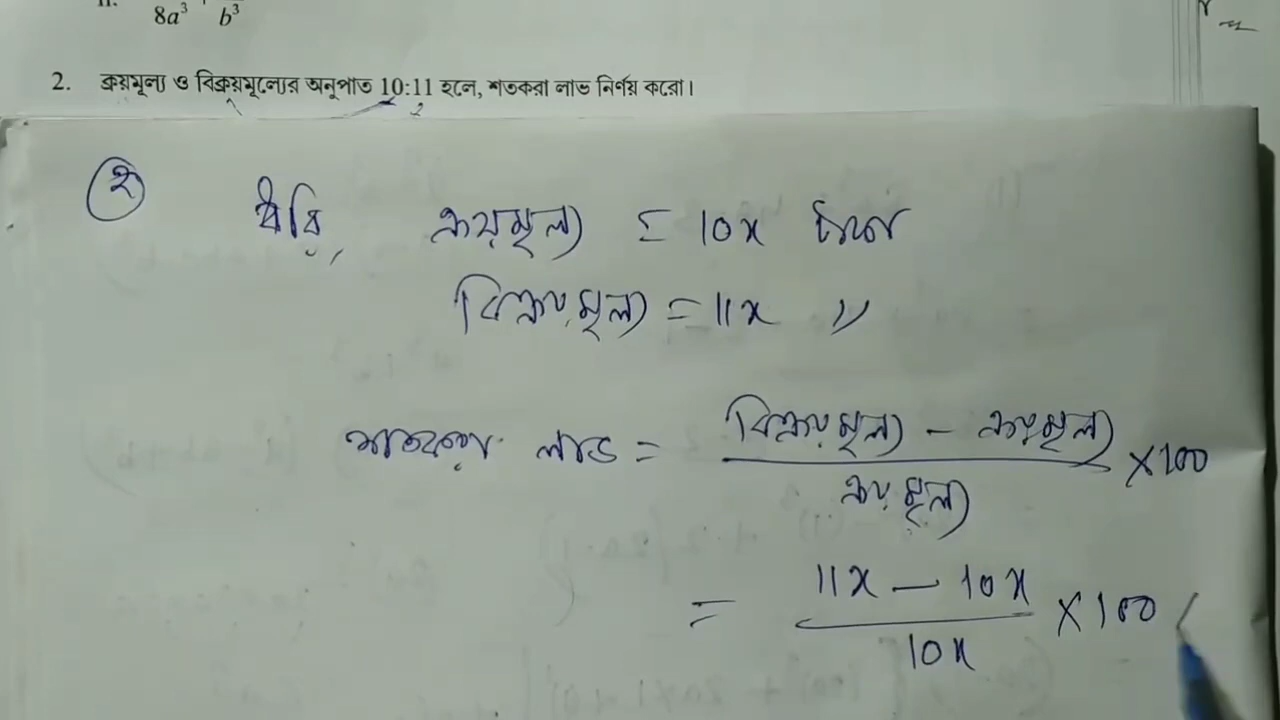 8a³ b³
2. ক্রয়মূল্য ও বিক্রয়মূল্যের অনুপাত 10:11 হলে, শতকরা লাভ নির্ণয় করো।
২ ধরি, ক্রয়মূল্য = 10x টাকা
বিক্রয়মূল্য = 11x ”
শতকরা লাভ = বিক্রয়মূল্য - ক্রয়মূল্য / ক্রয়মূল্য × 100
= 11x - 10x / 10x × 100